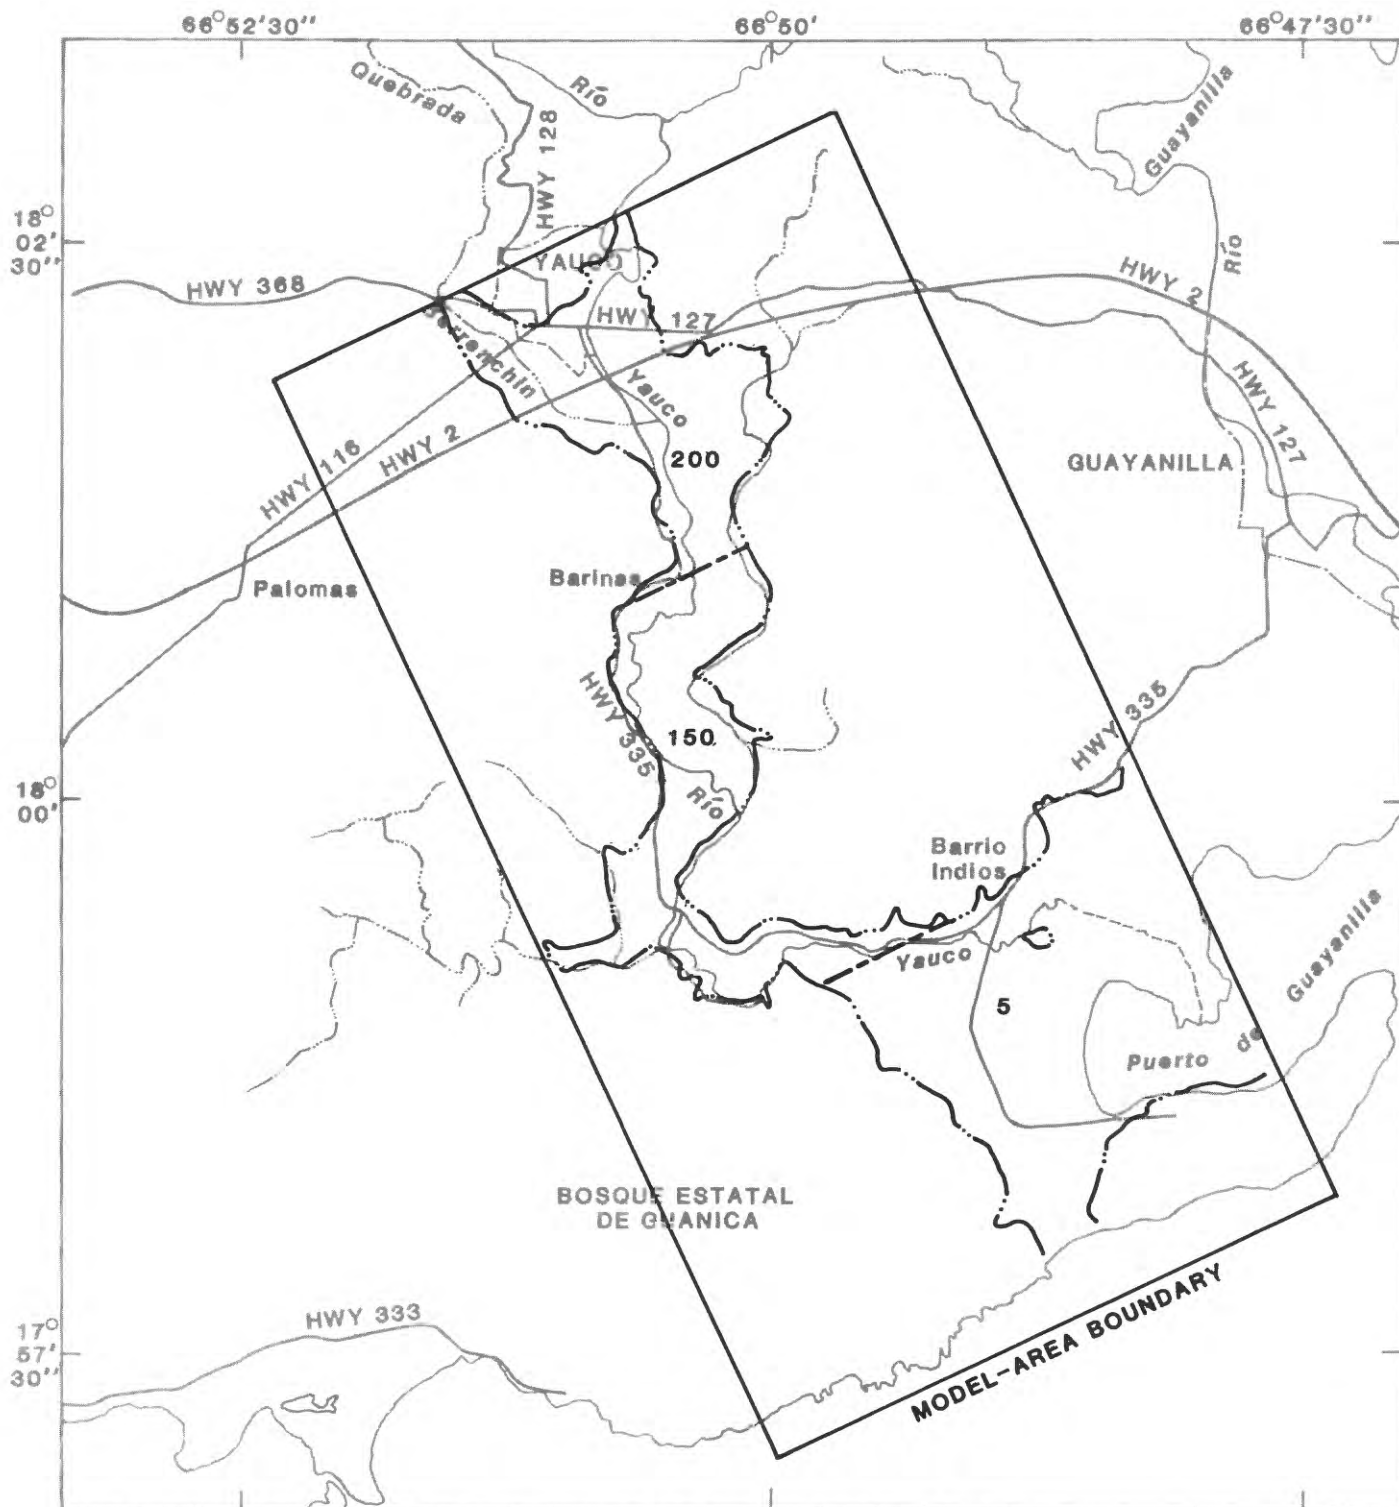 66°52'30"
66°50'
66°47'30"
Quebrada
Río
HWY 128
Guayanilla
Río
18°
02'
30"
YAUCO
HWY 368
HWY 2
HWY 127
Berrenchin
Yauco
HWY 127
HWY 116
HWY 2
200
GUAYANILLA
Barinas
Palomas
HWY 335
150
HWY 335
18°
00'
Río
Barrio
Indios
Yauco
Guayanilla
5
de
Puerto
BOSQUE ESTATAL
DE GUANICA
HWY 333
17°
57'
30"
MODEL-AREA BOUNDARY